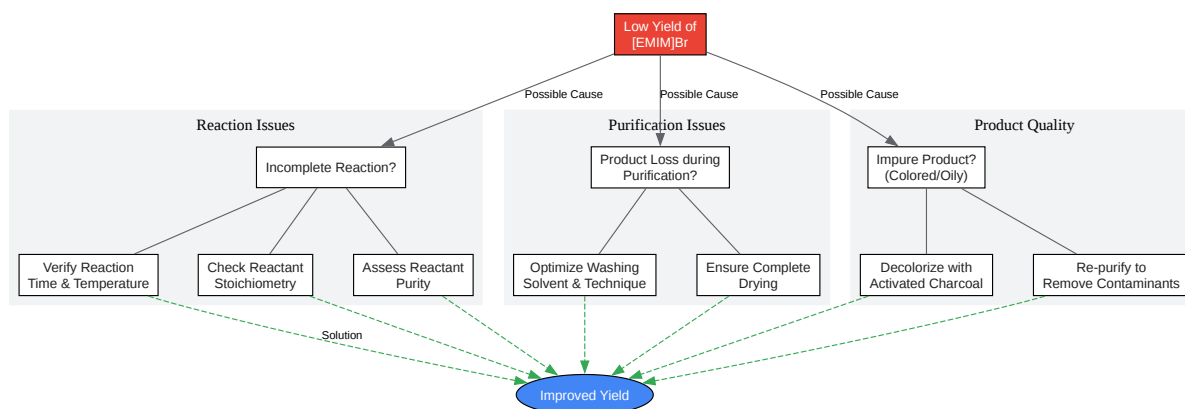 Low Yield of
[EMIM]Br
Possible Cause
Possible Cause
Possible Cause
Reaction Issues
Purification Issues
Product Quality
Incomplete Reaction?
Product Loss during
Purification?
Impure Product?
(Colored/Oily)
Verify Reaction
Time & Temperature
Check Reactant
Stoichiometry
Assess Reactant
Purity
Optimize Washing
Solvent & Technique
Ensure Complete
Drying
Decolorize with
Activated Charcoal
Re-purify to
Remove Contaminants
Solution
Improved Yield